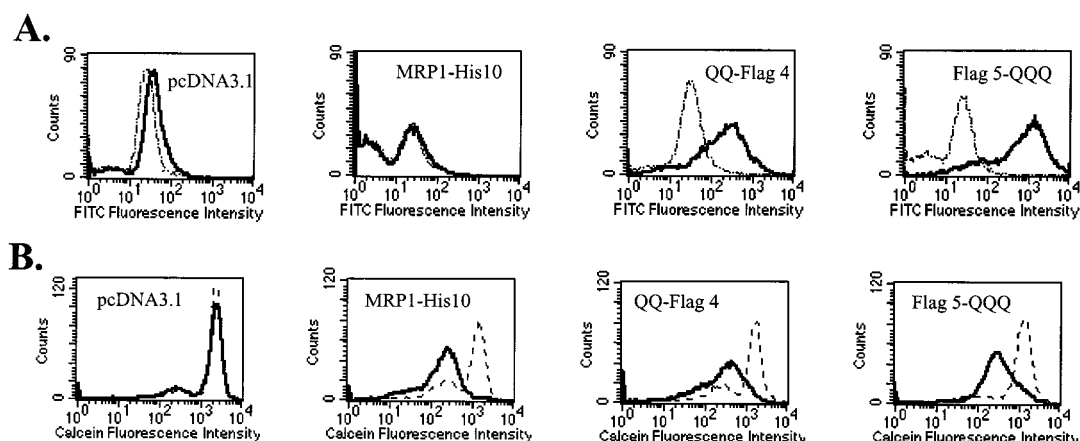 A.
90
Counts
0
pcDNA3.1
10^0 10^1 10^2 10^3 10^4
FITC Fluorescence Intensity
90
Counts
0
MRP1-His10
10^0 10^1 10^2 10^3 10^4
FITC Fluorescence Intensity
90
Counts
0
QQ-Flag 4
10^0 10^1 10^2 10^3 10^4
FITC Fluorescence Intensity
90
Counts
0
Flag 5-QQQ
10^0 10^1 10^2 10^3 10^4
FITC Fluorescence Intensity
B.
120
Counts
0
pcDNA3.1
10^0 10^1 10^2 10^3 10^4
Calcein Fluorescence Intensity
120
Counts
0
MRP1-His10
10^0 10^1 10^2 10^3 10^4
Calcein Fluorescence Intensity
120
Counts
0
QQ-Flag 4
10^0 10^1 10^2 10^3 10^4
Calcein Fluorescence Intensity
120
Counts
0
Flag 5-QQQ
10^0 10^1 10^2 10^3 10^4
Calcein Fluorescence Intensity